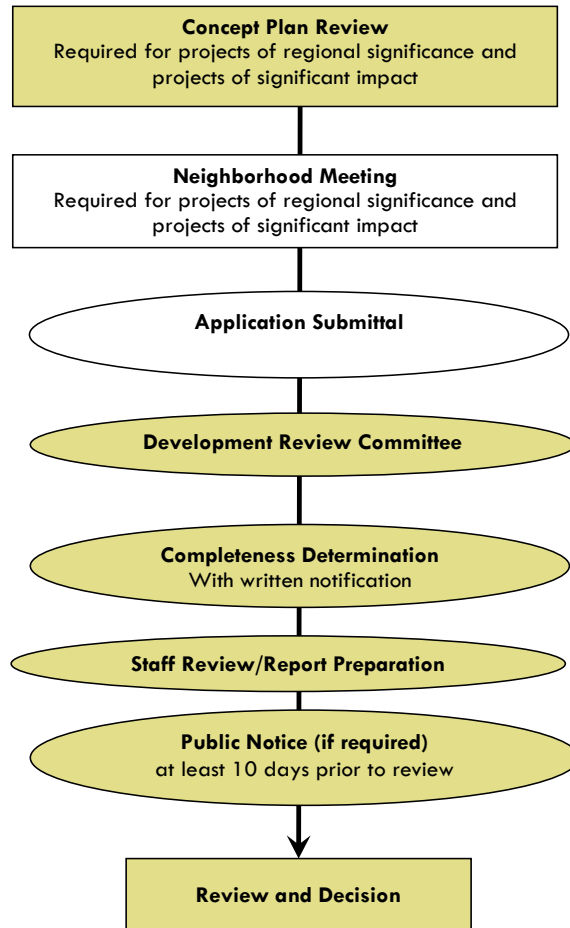 Concept Plan Review
Required for projects of regional significance and
projects of significant impact
Neighborhood Meeting
Required for projects of regional significance and
projects of significant impact
Application Submittal
Development Review Committee
Completeness Determination
With written notification
Staff Review/Report Preparation
Public Notice (if required)
at least 10 days prior to review
Review and Decision